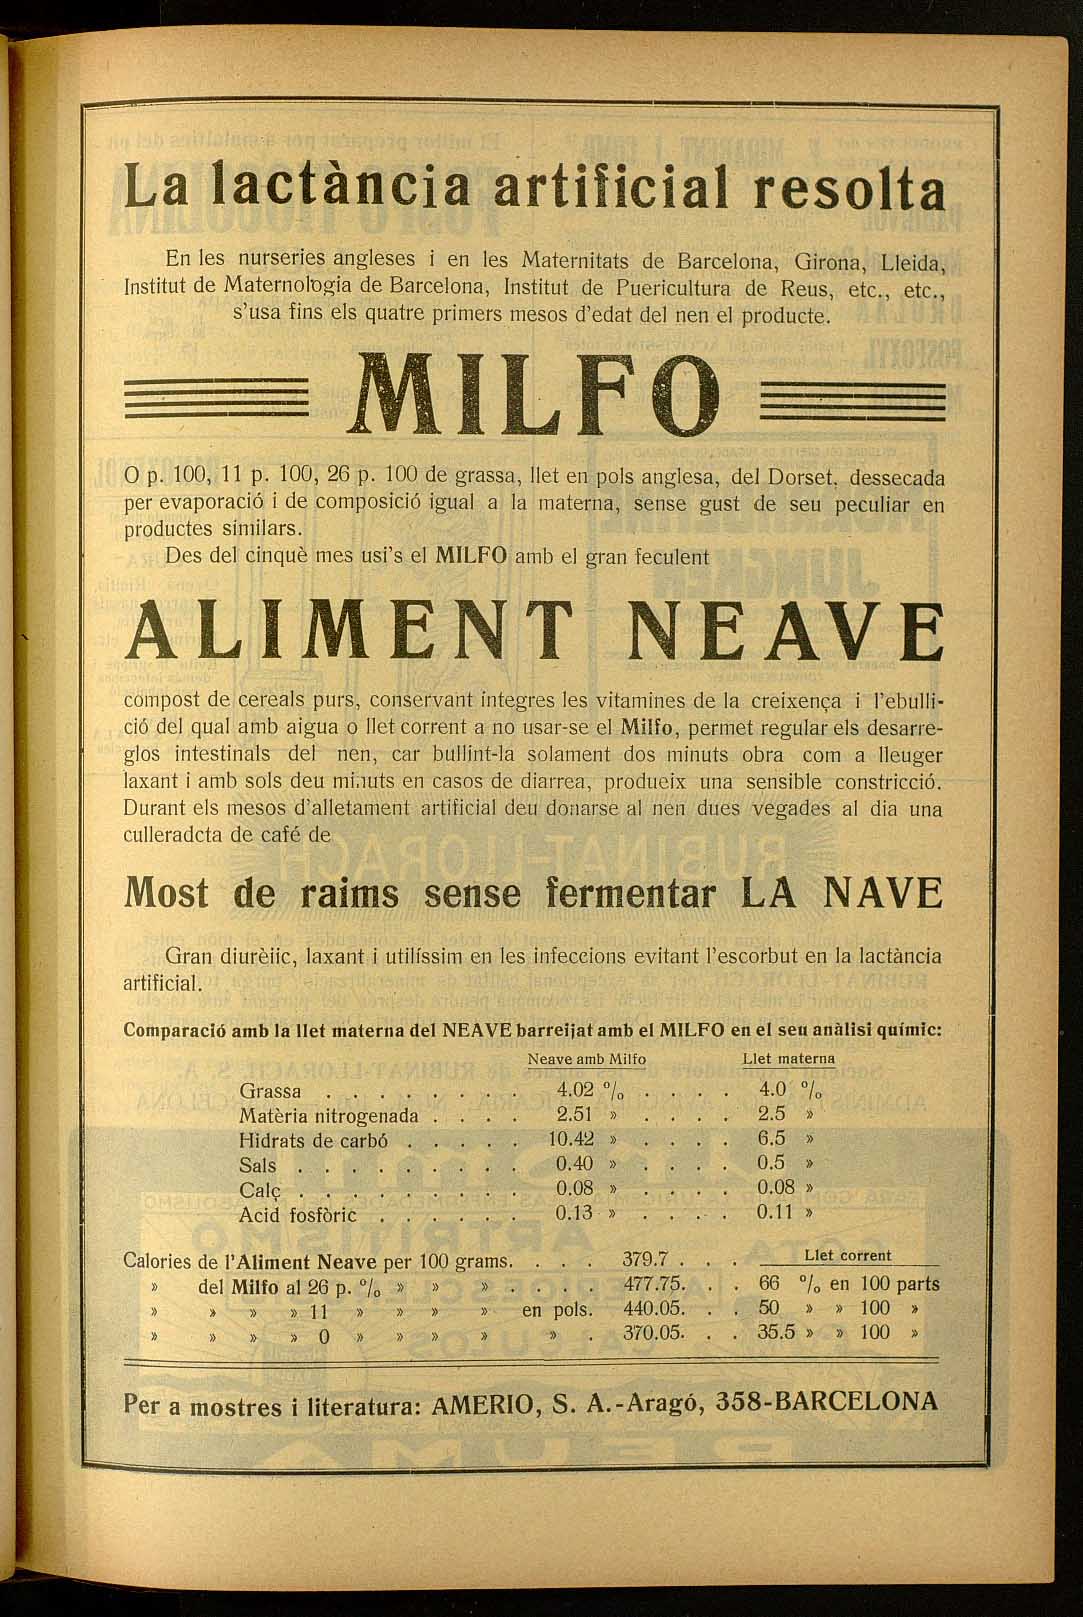 La lactància artificial resolta
En les nurseries angleses i en les Maternitats de Barcelona, Girona, Lleida,
Institut de Maternologia de Barcelona, Institut de Puericultura de Reus, etc., etc.,
s'usa fins els quatre primers mesos d'edat del nen el producte.
MILFO
O p. 100, 11 p. 100, 26 p. 100 de grassa, llet en pols anglesa, del Dorset, dessecada
per evaporació i de composició igual a la materna, sense gust de seu peculiar en
productes similars.
Des del cinquè mes usi's el MILFO amb el gran feculent
ALIMENT NEAVE
compost de cereals purs, conservant integres les vitamines de la creixença i l'ebulli-
ció del qual amb aigua o llet corrent a no usar-se el Milfo, permet regular els desarre-
glos intestinals del nen, car bullint-la solament dos minuts obra com a lleuger
laxant i amb sols deu minuts en casos de diarrea, produeix una sensible constricció.
Durant els mesos d'alletament artificial deu donarse al nen dues vegades al dia una
culleradcta de café de
Most de raims sense fermentar LA NAVE
Gran diurèiic, laxant i utilíssim en les infeccions evitant l'escorbut en la lactància
artificial.
Comparació amb la llet materna del NEAVE barreijat amb el MILFO en el seu anàlisi químic:
Neave amb Milfo Llet materna
Grassa . . . . . . . . 4.02 % . . . . 4.0 %
Matèria nitrogenada . . . . 2.51 » . . . . 2.5 »
Hidrats de carbó . . . . . 10.42 » . . . . 6.5 »
Sals . . . . . . . . . 0.40 » . . . . 0.5 »
Calç . . . . . . . . . 0.08 » . . . . 0.08 »
Acid fosfòric . . . . . . 0.13 » . . . . 0.11 »
Calories de l'Aliment Neave per 100 grams. . . . . 379.7 . . . Llet corrent
» del Milfo al 26 p. % » » » . . . . 477.75. . . 66 % en 100 parts
» » » » 11 » » » » en pols. 440.05. . . 50 » » 100 »
» » » » 0 » » » » » . 370.05. . . 35.5 » » 100 »
Per a mostres i literatura: AMERIO, S. A.-Aragó, 358-BARCELONA